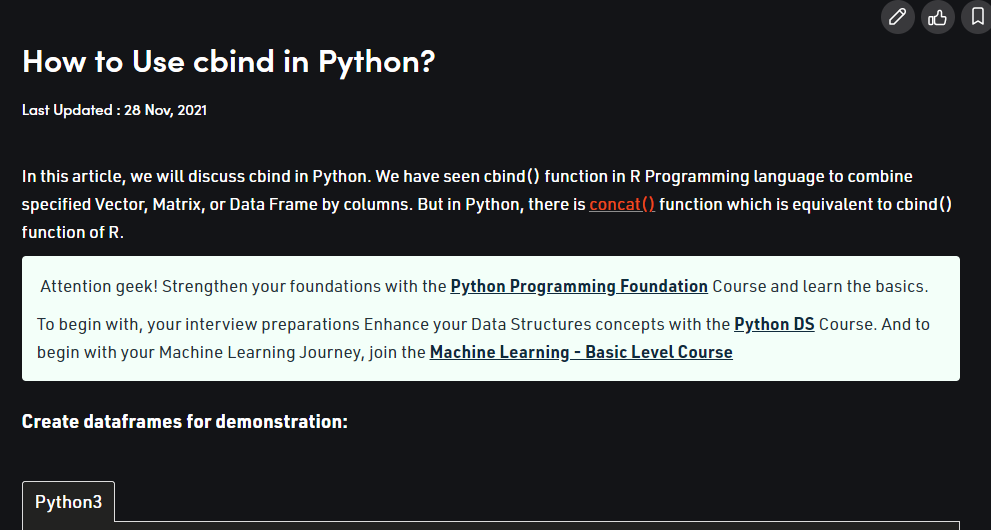 How to Use cbind in Python?
Last Updated : 28 Nov, 2021
In this article, we will discuss cbind in Python. We have seen cbind() function in R Programming language to combine
specified Vector, Matrix, or Data Frame by columns. But in Python, there is concat() function which is equivalent to cbind()
function of R.
Attention geek! Strengthen your foundations with the Python Programming Foundation Course and learn the basics.
To begin with, your interview preparations Enhance your Data Structures concepts with the Python DS Course. And to
begin with your Machine Learning Journey, join the Machine Learning - Basic Level Course
Create dataframes for demonstration:
Python3